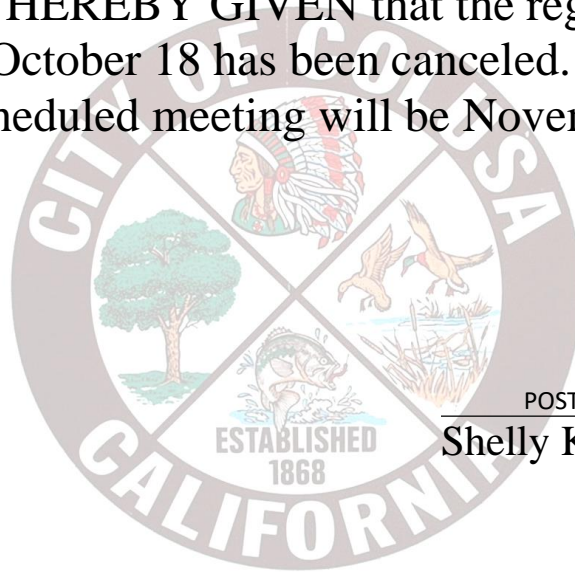 HEREBY GIVEN that the reg
October 18 has been canceled.
heduled meeting will be Noven
CITY OF COLUSA
ESTABLISHED
1868
CALIFORNIA
POST
Shelly K